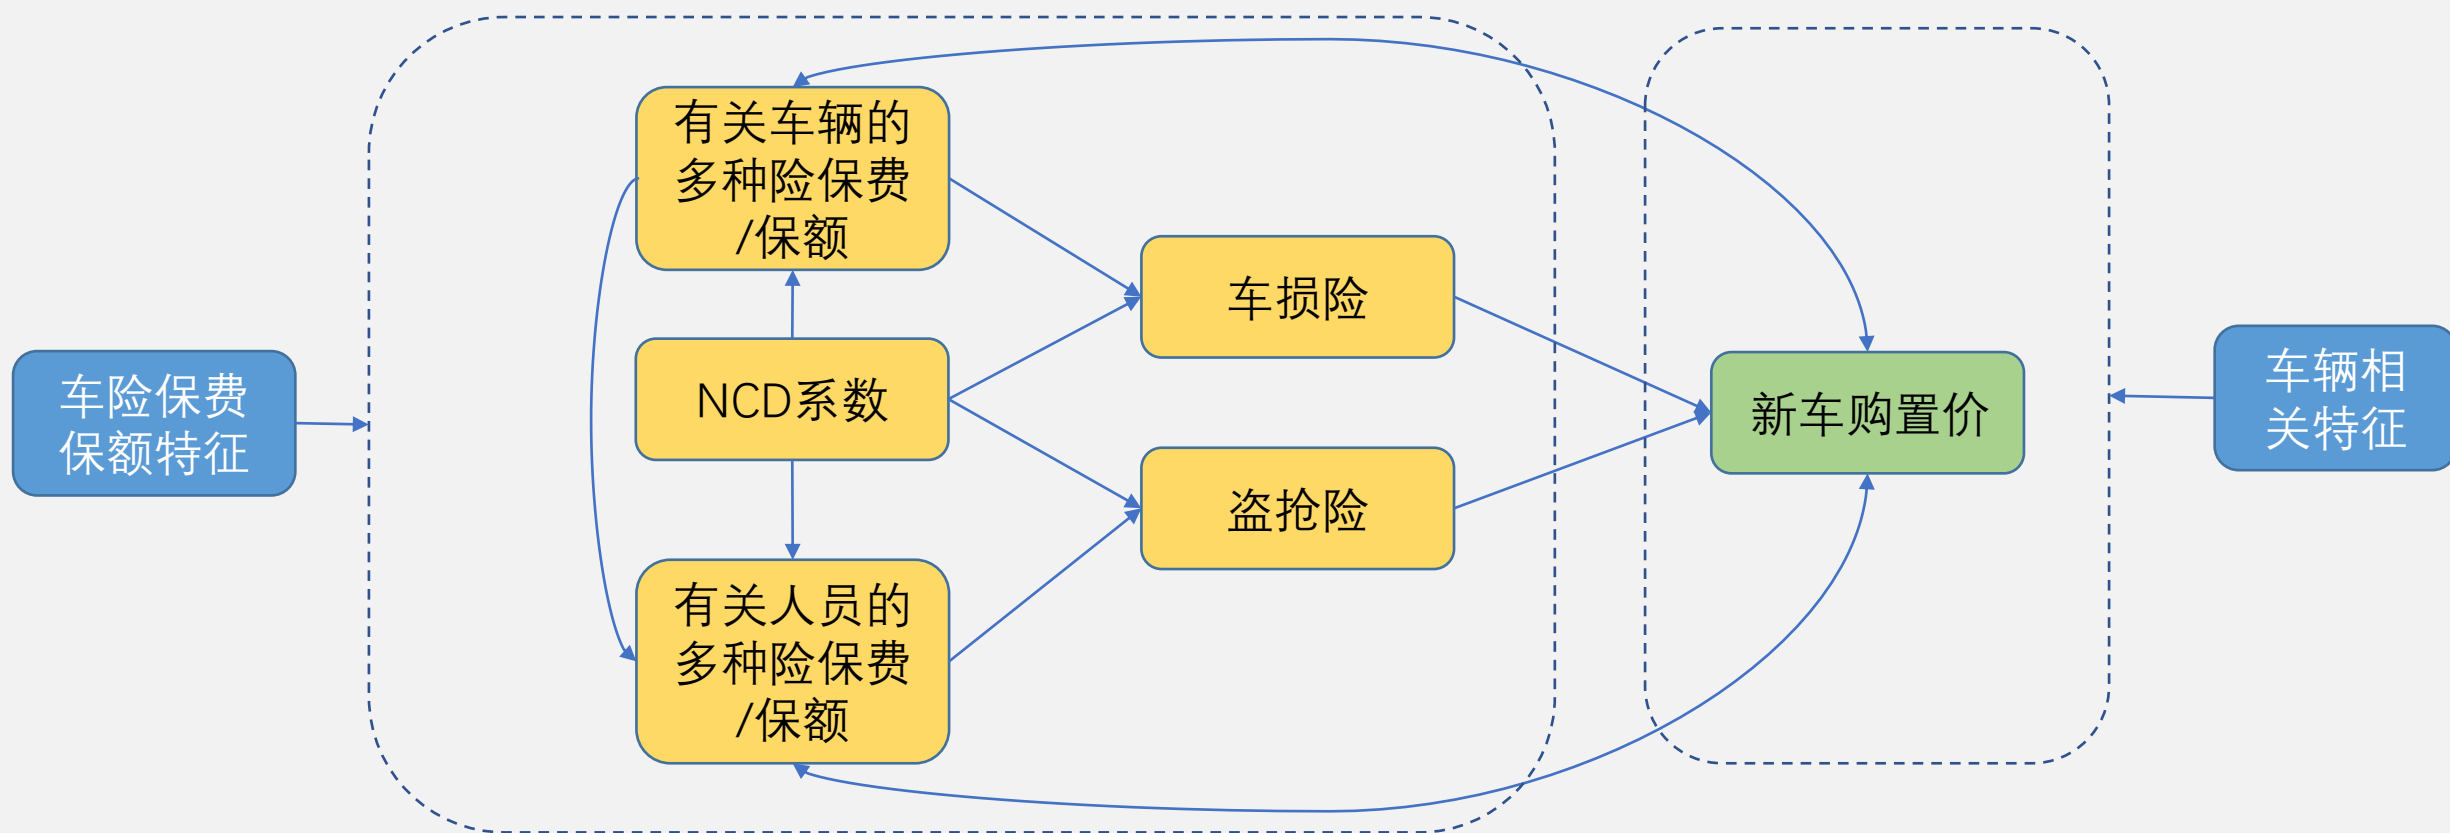 车险保费
保额特征
有关车辆的
多种险保费
/保额
NCD系数
有关人员的
多种险保费
/保额
车损险
盗抢险
新车购置价
车辆相
关特征